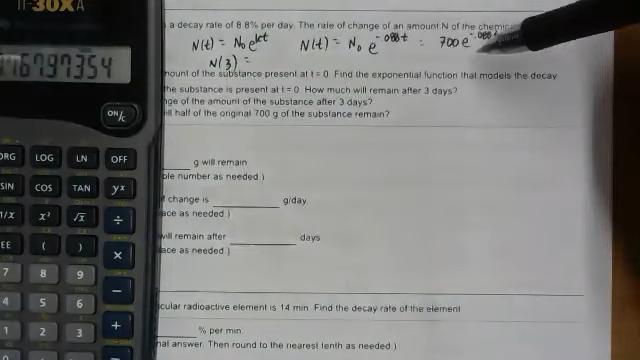 TI-30XA
767.97354
ON/C
ORG LOG LN OFF
SIN COS TAN yx
1/x x² √x ÷
EE ( ) ×
7 8 9 −
4 5 6 +
1 2 3
a decay rate of 8.8% per day. The rate of change of an amount N of the
N(t) = N₀e^kt N(t) = N₀ e^-.088t = 700e^-.088
N(3) =
mount of the substance present at t = 0. Find the exponential function that models the decay
the substance is present at t = 0. How much will remain after 3 days?
nge of the amount of the substance after 3 days?
ill half of the original 700 g of the substance remain?
g will remain
ole number as needed.)
f change is g/day
ace as needed.)
will remain after days
ace as needed.)
cular radioactive element is 14 min. Find the decay rate of the element
% per min.
nal answer. Then round to the nearest tenth as needed.)